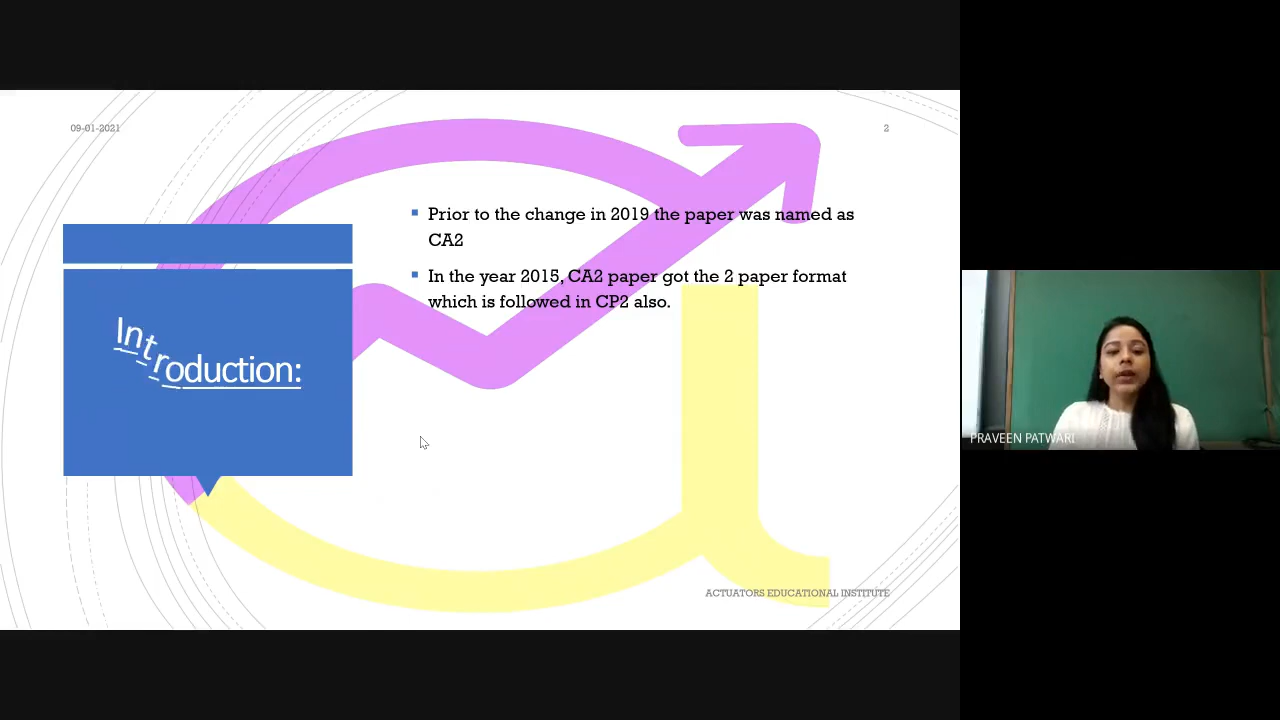 09-01-2021
2
Introduction:
Prior to the change in 2019 the paper was named as
CA2
In the year 2015, CA2 paper got the 2 paper format
which is followed in CP2 also.
ACTUATORS EDUCATIONAL INSTITUTE
PRAVEEN PATWARI